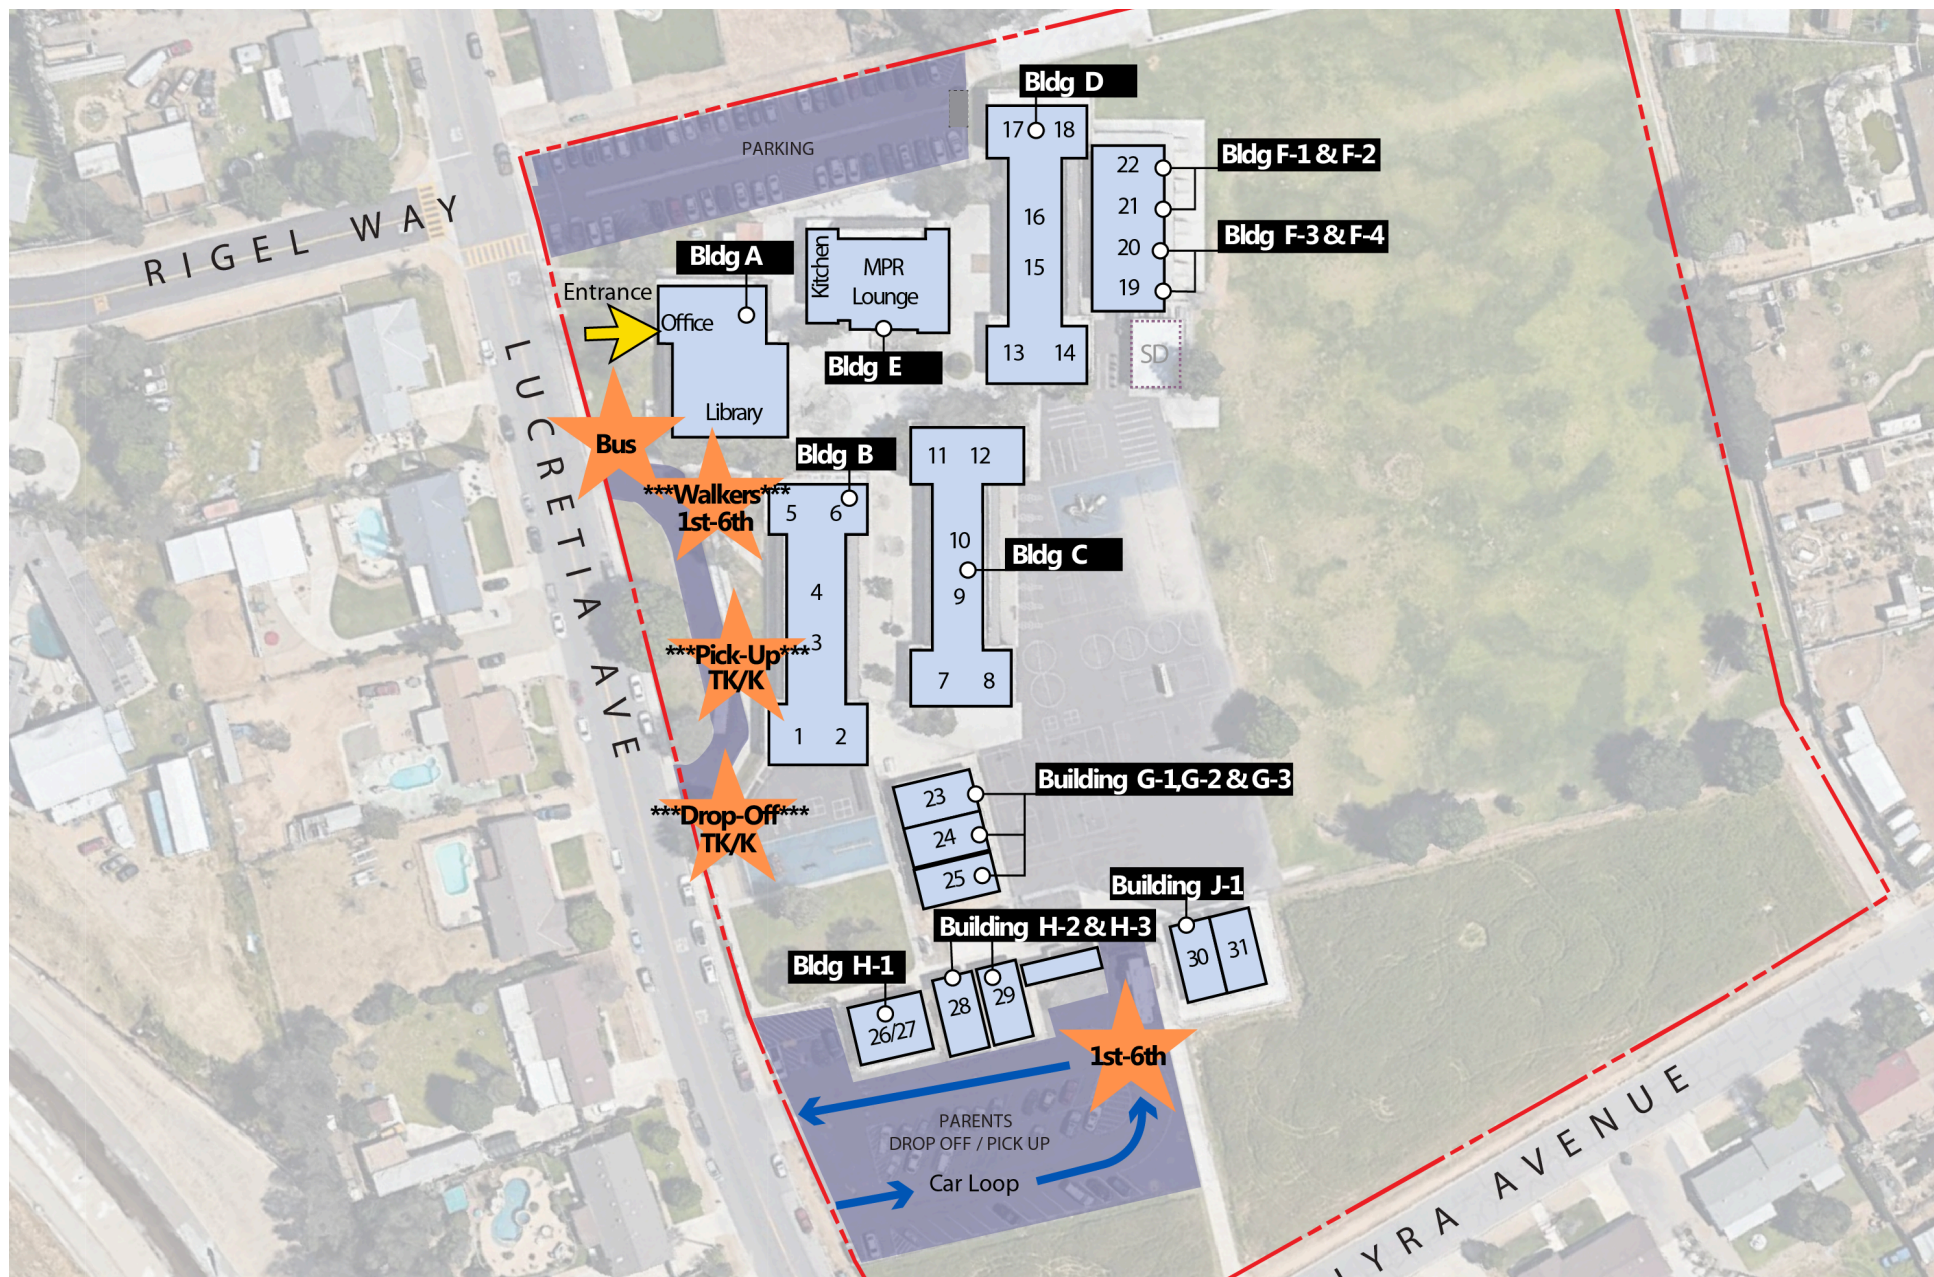 Bldg D
17 18
PARKING
Bldg F-1 & F-2
22
21
16
RIGEL WAY
Bldg F-3 & F-4
20
15
19
Bldg A
Kitchen
MPR
Lounge
Entrance
Office
Bldg E
13 14
SD
LUCRETIA AVE
Library
Bus
Bldg B
11 12
***Walkers***
1st-6th
5 6
10
Bldg C
4
9
3
***Pick-Up***
TK/K
7 8
1 2
Building G-1,G-2 & G-3
23
24
25
***Drop-Off***
TK/K
Building J-1
Building H-2 & H-3
30 31
Bldg H-1
28 29
26/27
1st-6th
PARENTS
DROP OFF / PICK UP
Car Loop
LYRA AVENUE